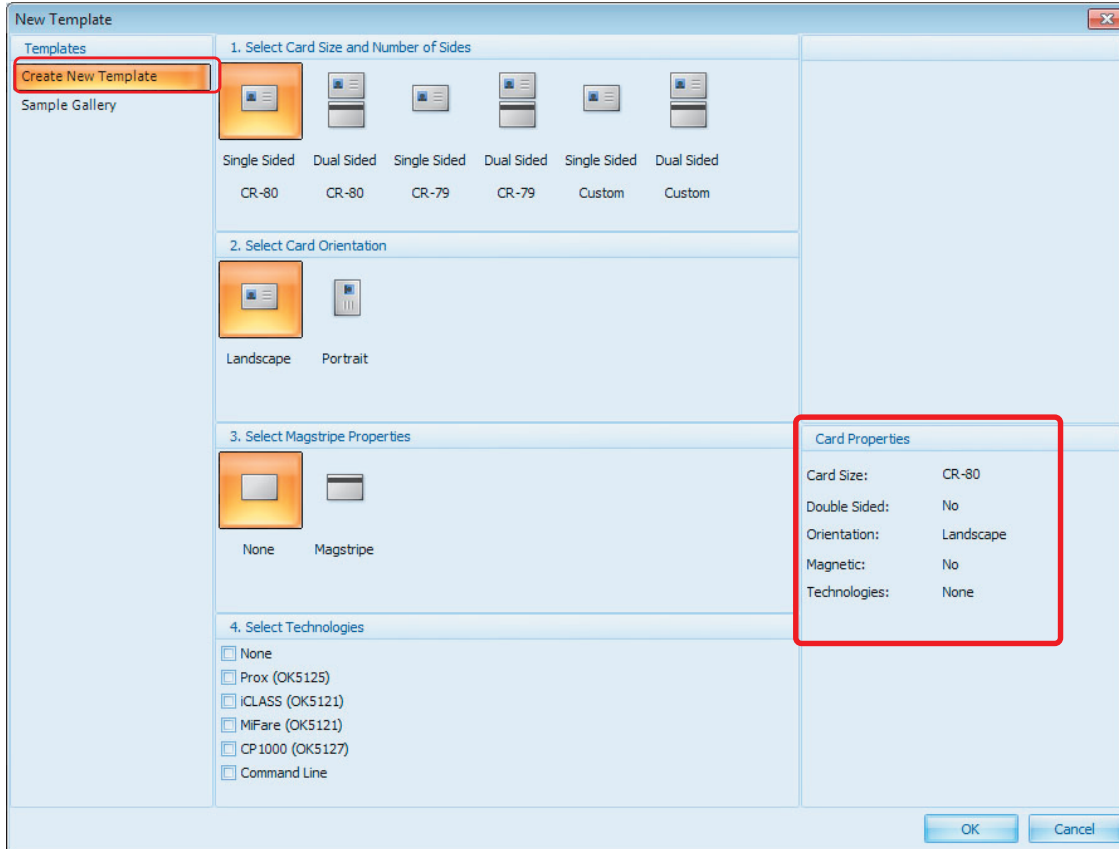 New Template
Templates
Create New Template
Sample Gallery
1. Select Card Size and Number of Sides
Single Sided Dual Sided Single Sided Dual Sided Single Sided Dual Sided
CR-80 CR-80 CR-79 CR-79 Custom Custom
2. Select Card Orientation
Landscape Portrait
3. Select Magstripe Properties
None Magstripe
4. Select Technologies
None
Prox (OK5125)
iCLASS (OK5121)
MiFare (OK5121)
CP1000 (OK5127)
Command Line
Card Properties
Card Size: CR-80
Double Sided: No
Orientation: Landscape
Magnetic: No
Technologies: None
OK Cancel